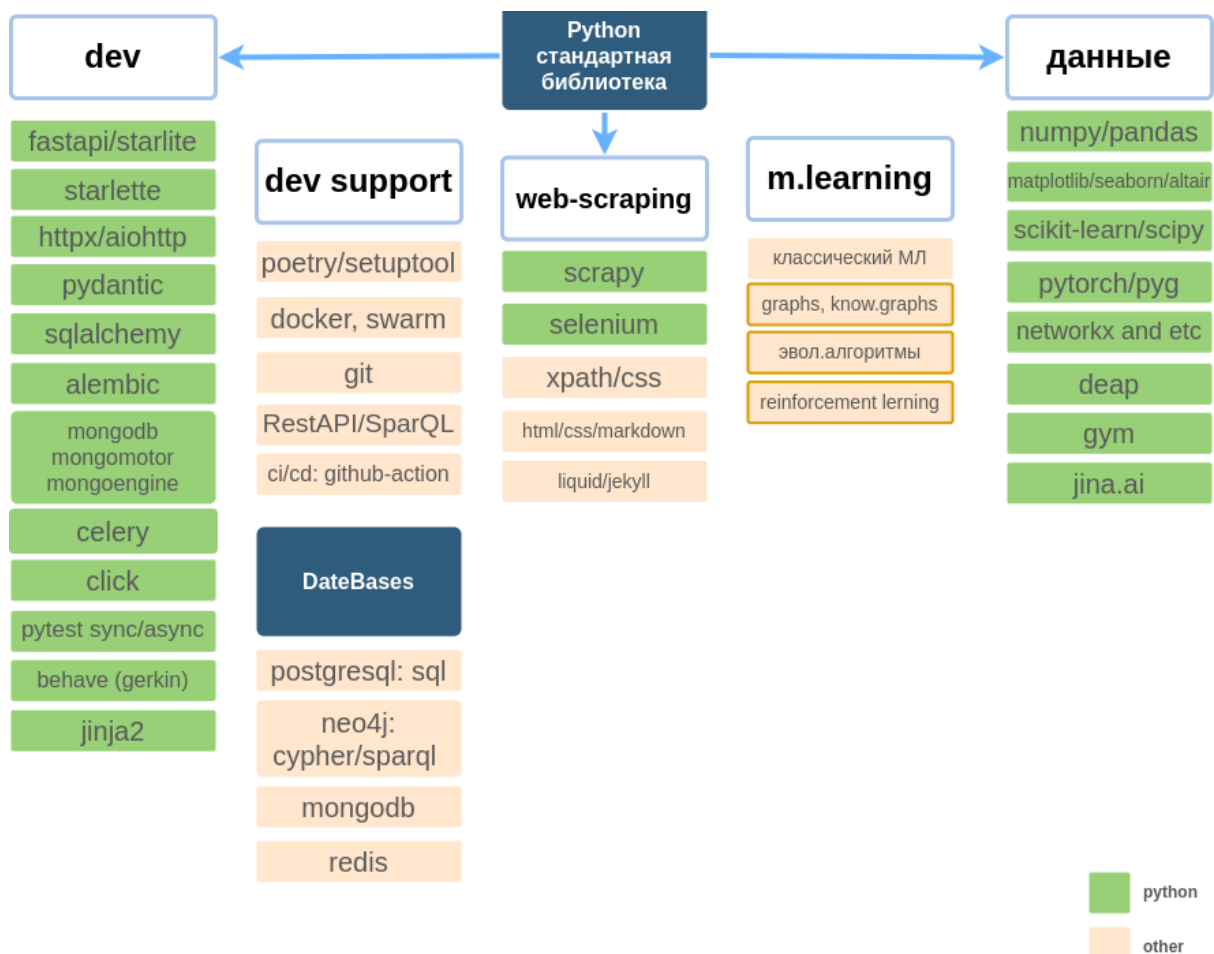 Python
стандартная
библиотека
dev
fastapi/starlite
starlette
httpx/aiohttp
pydantic
sqlalchemy
alembic
mongodb
mongomotor
mongoengine
celery
click
pytest sync/async
behave (gerkin)
jinja2
dev support
poetry/setuptool
docker, swarm
git
RestAPI/SparQL
ci/cd: github-action
DateBases
postgresql: sql
neo4j:
cypher/sparql
mongodb
redis
web-scraping
scrapy
selenium
xpath/css
html/css/markdown
liquid/jekyll
m.learning
классический МЛ
graphs, know.graphs
эвол.алгоритмы
reinforcement lerning
данные
numpy/pandas
matplotlib/seaborn/altair
scikit-learn/scipy
pytorch/pyg
networkx and etc
deap
gym
jina.ai
python
other